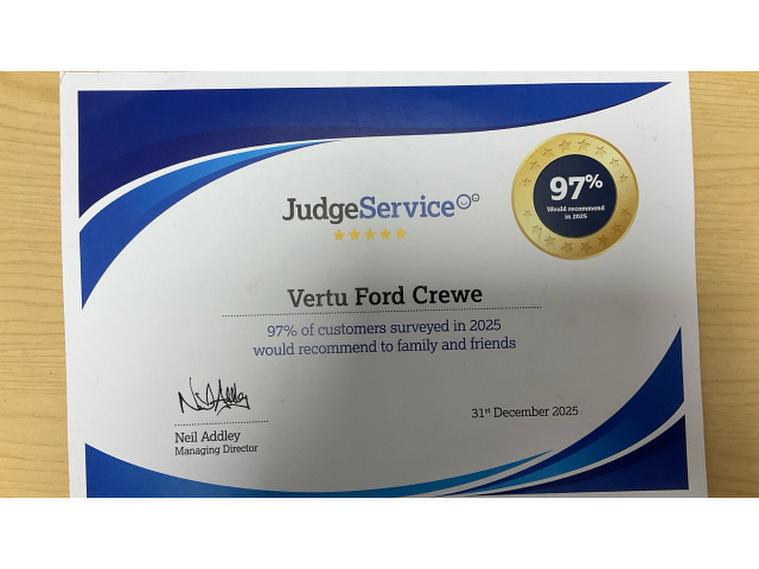 97%
Would recommend
in 2025
JudgeService
Vertu Ford Crewe
97% of customers surveyed in 2025
would recommend to family and friends
Neil Addley
Managing Director
31st December 2025